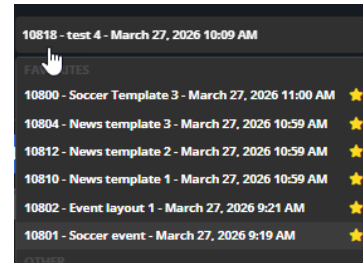 10818 - test 4 - March 27, 2026 10:09 AM
FAVORITES
10800 - Soccer Template 3 - March 27, 2026 11:00 AM
10804 - News template 3 - March 27, 2026 10:59 AM
10812 - News template 2 - March 27, 2026 10:59 AM
10810 - News template 1 - March 27, 2026 10:59 AM
10802 - Event layout 1 - March 27, 2026 9:21 AM
10801 - Soccer event - March 27, 2026 9:19 AM
OTHER